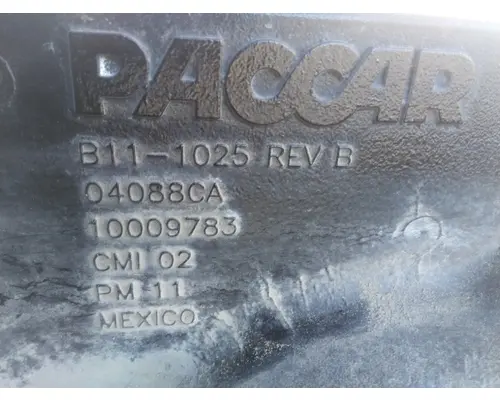 PACCAR
B11-1025 REV B
04088CA
10009783
CMI 02
PM 11
MEXICO